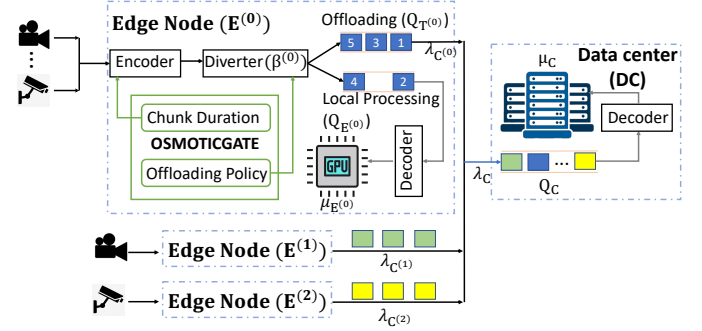 Edge Node (E^(0))
Offloading (Q_T^(0))
5 3 1
λ_C^(0)
Encoder
Diverter(β^(0))
4 2
Local Processing
(Q_E^(0))
Chunk Duration
OSMOTICGATE
Offloading Policy
GPU
μ_E^(0)
Decoder
μ_C
Data center
(DC)
Decoder
λ_C
...
Q_C
Edge Node (E^(1))
λ_C^(1)
Edge Node (E^(2))
λ_C^(2)